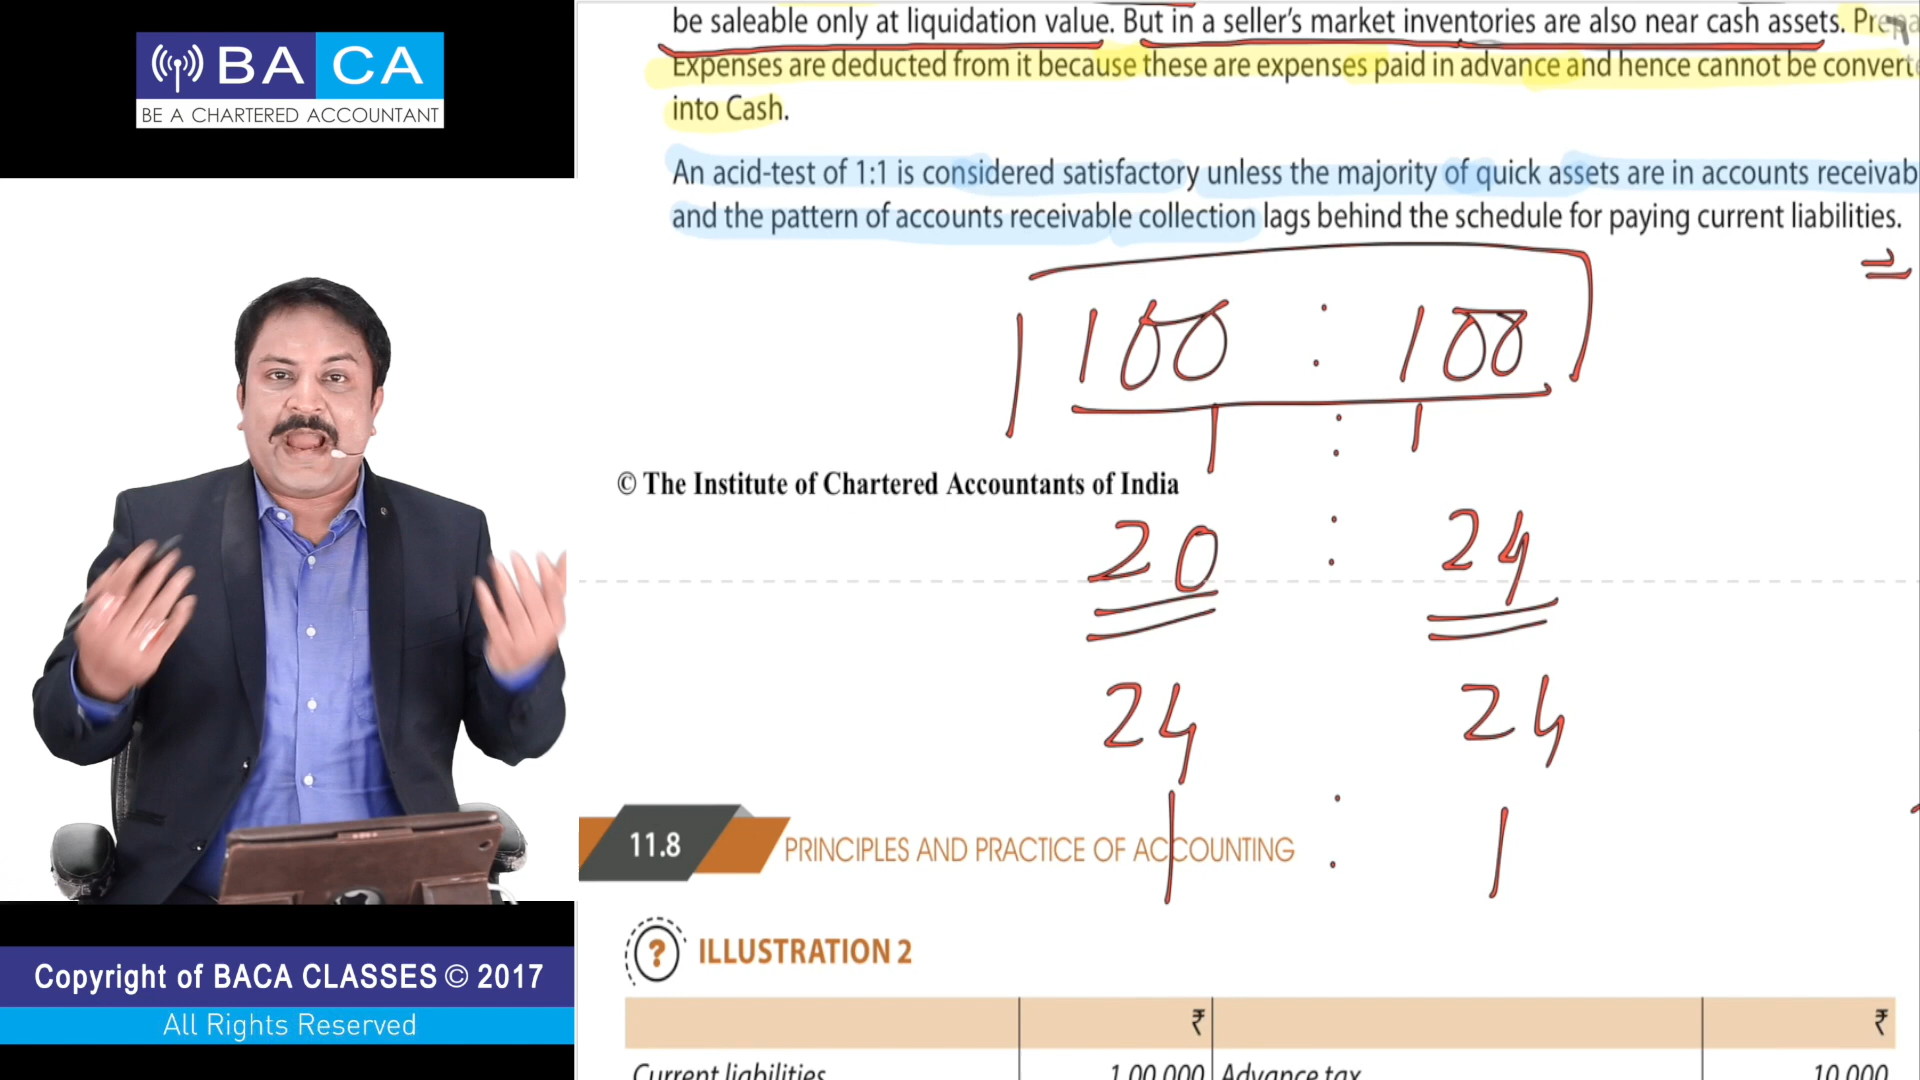 BA CA
BE A CHARTERED ACCOUNTANT
be saleable only at liquidation value. But in a seller's market inventories are also near cash assets.
Expenses are deducted from it because these are expenses paid in advance and hence cannot be
into Cash.
An acid-test of 1:1 is considered satisfactory unless the majority of quick assets are in accounts
and the pattern of accounts receivable collection lags behind the schedule for paying current liabilities.
100 : 100
1 : 1
© The Institute of Chartered Accountants of India
20 : 24
24 24
1 : 1
11.8 PRINCIPLES AND PRACTICE OF ACCOUNTING
? ILLUSTRATION 2
₹ ₹
Current liabilities 1,00,000 Advance tax 10,000
Copyright of BACA CLASSES © 2017
All Rights Reserved